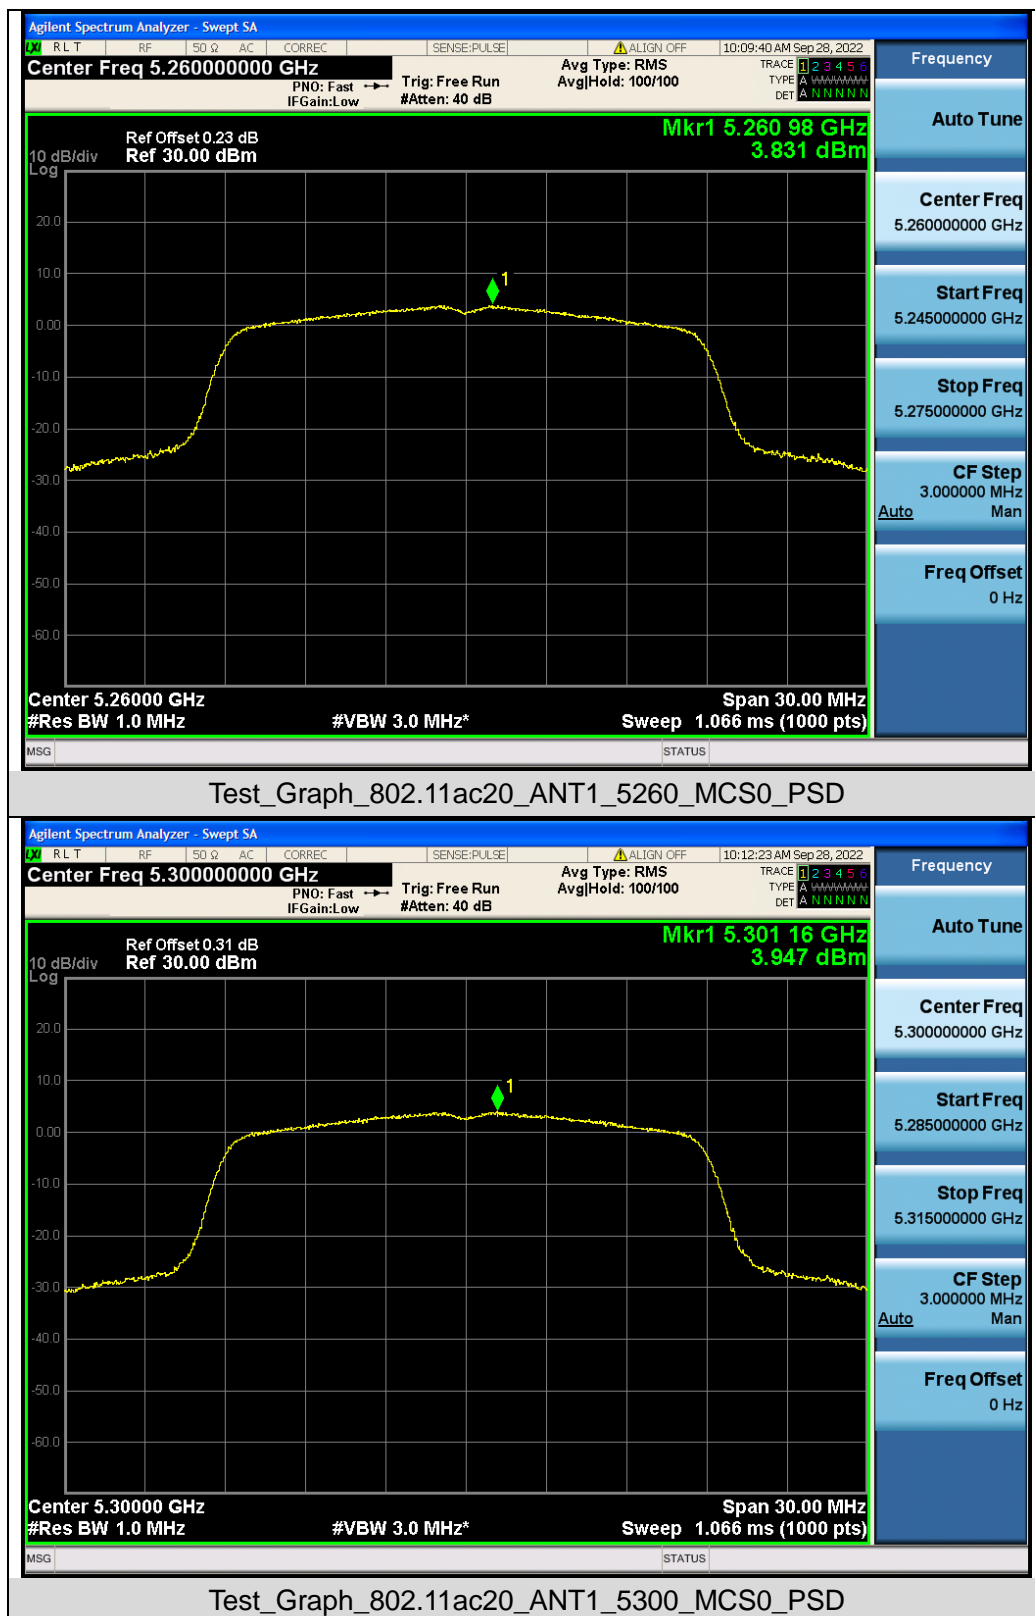 Agilent Spectrum Analyzer - Swept SA
LXI RLT RF 50 Ω AC CORREC SENSE:PULSE ALIGN OFF 10:09:40 AM Sep 28, 2022
Center Freq 5.260000000 GHz
PNO: Fast
IFGain:Low
Trig: Free Run
#Atten: 40 dB
Avg Type: RMS
Avg|Hold: 100/100
TRACE 1 2 3 4 5 6
TYPE A WWWWW
DET A N N N N N
Frequency
Auto Tune
Center Freq
5.260000000 GHz
Start Freq
5.245000000 GHz
Stop Freq
5.275000000 GHz
CF Step
3.000000 MHz
Auto Man
Freq Offset
0 Hz
Mkr1 5.260 98 GHz
3.831 dBm
Ref Offset 0.23 dB
10 dB/div Ref 30.00 dBm
Log
20.0
10.0
1
0.00
-10.0
-20.0
-30.0
-40.0
-50.0
-60.0
Center 5.26000 GHz Span 30.00 MHz
#Res BW 1.0 MHz #VBW 3.0 MHz* Sweep 1.066 ms (1000 pts)
MSG STATUS
Test_Graph_802.11ac20_ANT1_5260_MCS0_PSD
Agilent Spectrum Analyzer - Swept SA
LXI RLT RF 50 Ω AC CORREC SENSE:PULSE ALIGN OFF 10:12:23 AM Sep 28, 2022
Center Freq 5.300000000 GHz
PNO: Fast
IFGain:Low
Trig: Free Run
#Atten: 40 dB
Avg Type: RMS
Avg|Hold: 100/100
TRACE 1 2 3 4 5 6
TYPE A WWWWW
DET A N N N N N
Frequency
Auto Tune
Center Freq
5.300000000 GHz
Start Freq
5.285000000 GHz
Stop Freq
5.315000000 GHz
CF Step
3.000000 MHz
Auto Man
Freq Offset
0 Hz
Mkr1 5.301 16 GHz
3.947 dBm
Ref Offset 0.31 dB
10 dB/div Ref 30.00 dBm
Log
20.0
10.0
1
0.00
-10.0
-20.0
-30.0
-40.0
-50.0
-60.0
Center 5.30000 GHz Span 30.00 MHz
#Res BW 1.0 MHz #VBW 3.0 MHz* Sweep 1.066 ms (1000 pts)
MSG STATUS
Test_Graph_802.11ac20_ANT1_5300_MCS0_PSD